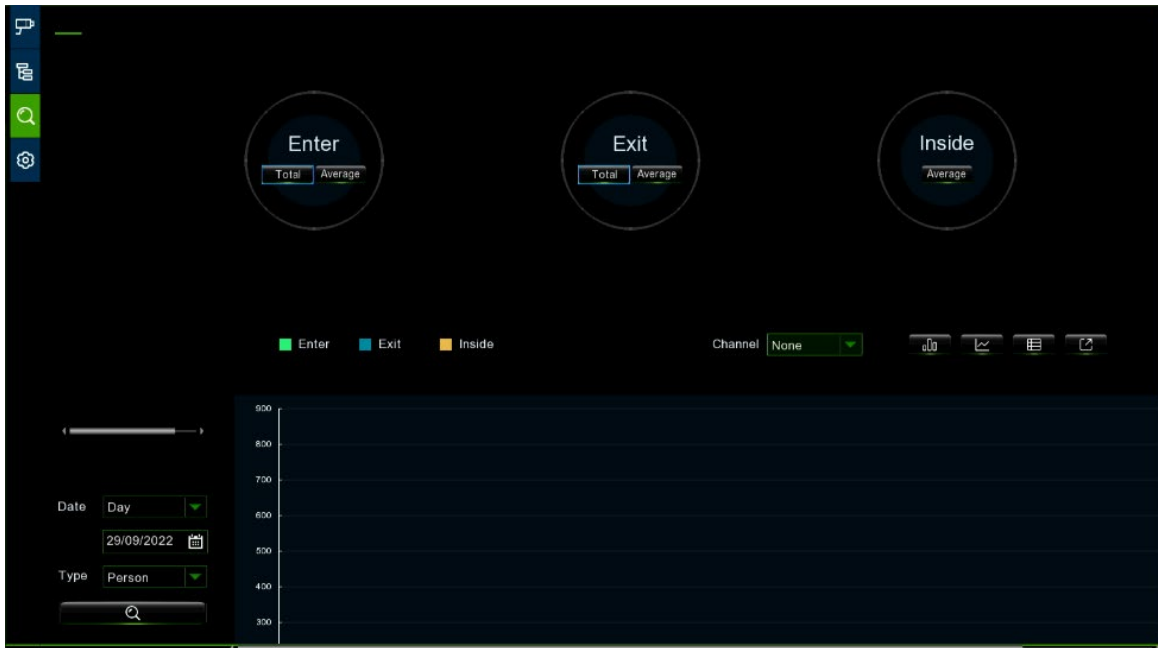 Enter
Total Average
Exit
Total Average
Inside
Average
Enter Exit Inside
Channel None
900
800
700
600
500
400
300
Date Day
29/09/2022
Type Person